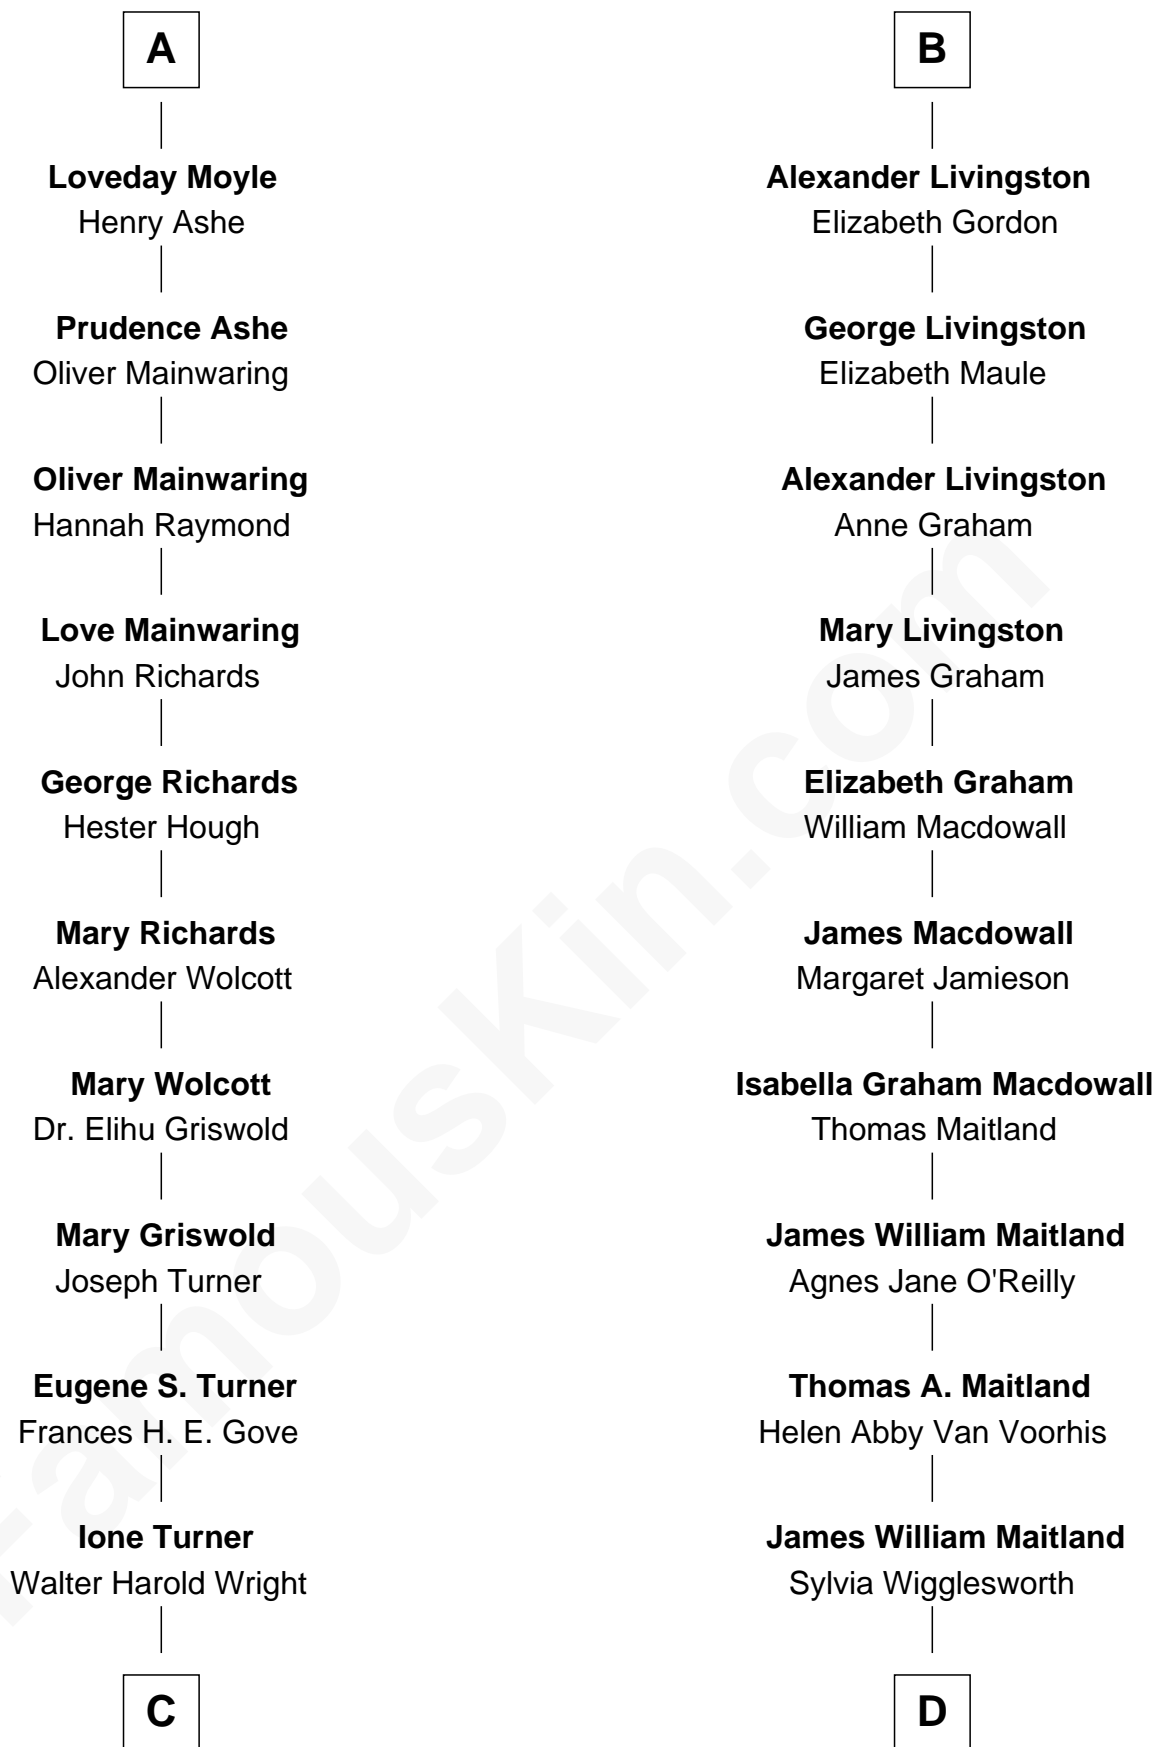 A
Loveday Moyle
Henry Ashe
Prudence Ashe
Oliver Mainwaring
Oliver Mainwaring
Hannah Raymond
Love Mainwaring
John Richards
George Richards
Hester Hough
Mary Richards
Alexander Wolcott
Mary Wolcott
Dr. Elihu Griswold
Mary Griswold
Joseph Turner
Eugene S. Turner
Frances H. E. Gove
Ione Turner
Walter Harold Wright
C
B
Alexander Livingston
Elizabeth Gordon
George Livingston
Elizabeth Maule
Alexander Livingston
Anne Graham
Mary Livingston
James Graham
Elizabeth Graham
William Macdowall
James Macdowall
Margaret Jamieson
Isabella Graham Macdowall
Thomas Maitland
James William Maitland
Agnes Jane O'Reilly
Thomas A. Maitland
Helen Abby Van Voorhis
James William Maitland
Sylvia Wigglesworth
D
FamousKin.com